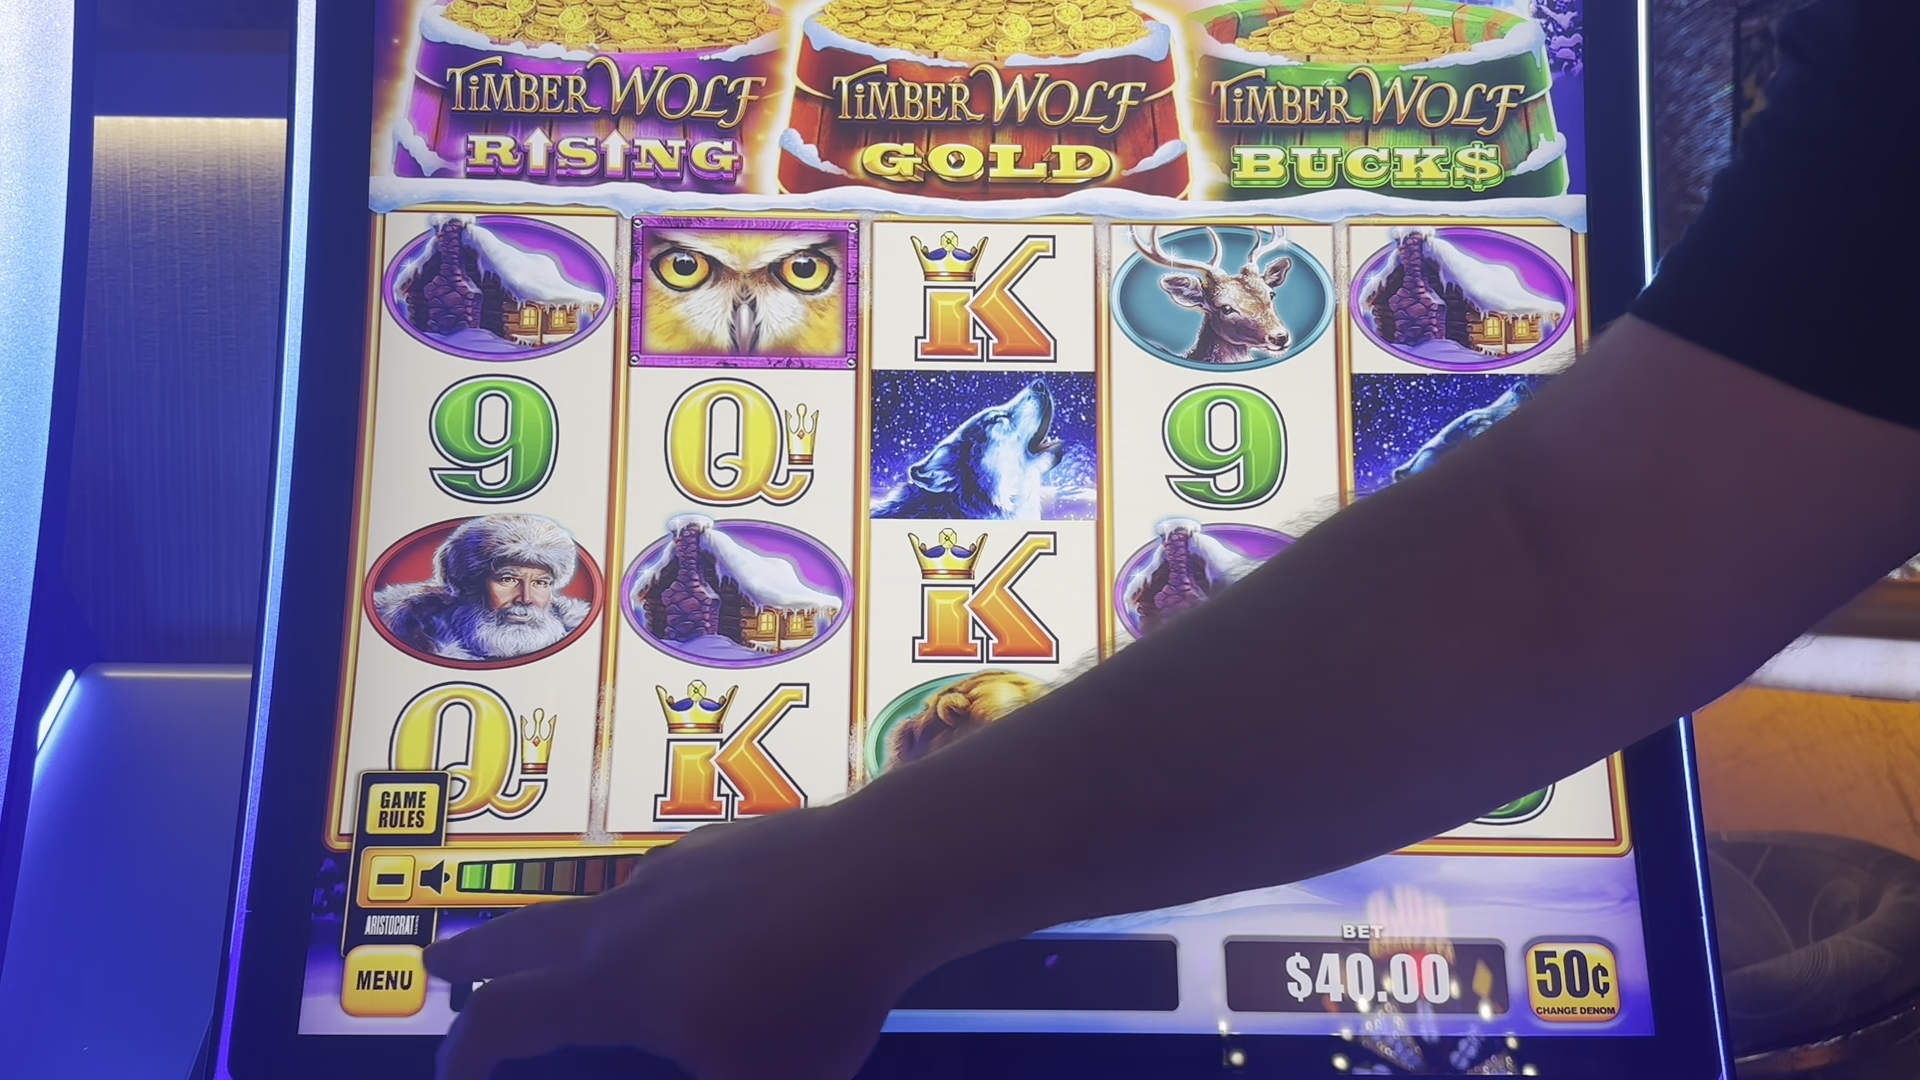 TIMBER WOLF
RISING
TIMBER WOLF
GOLD
TIMBER WOLF
BUCK$
K
9
Q
9
K
Q
K
GAME
RULES
ARISTOCRAT
MENU
BET
$40.00
50¢
CHANGE DENOM